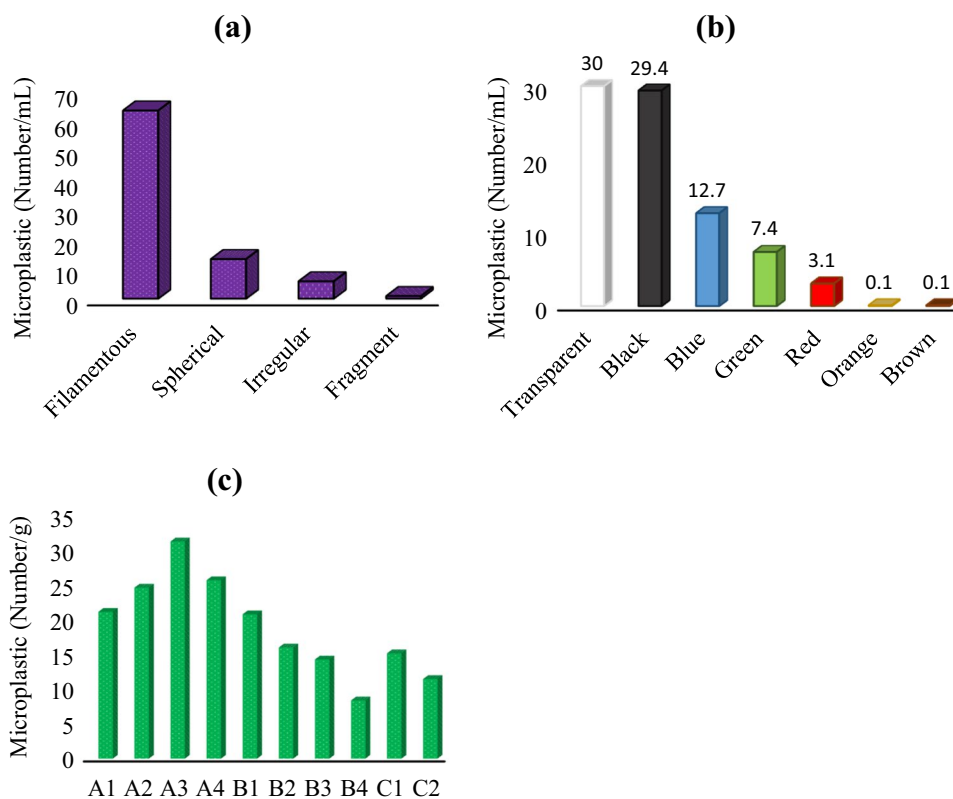 (a)
Microplastic (Number/mL)
70
60
50
40
30
20
10
0
Filamentous
Spherical
Irregular
Fragment
(b)
Microplastic (Number/mL)
30
20
10
0
30
29.4
12.7
7.4
3.1
0.1
0.1
Transparent
Black
Blue
Green
Red
Orange
Brown
(c)
Microplastic (Number/g)
35
30
25
20
15
10
5
0
A1 A2 A3 A4 B1 B2 B3 B4 C1 C2